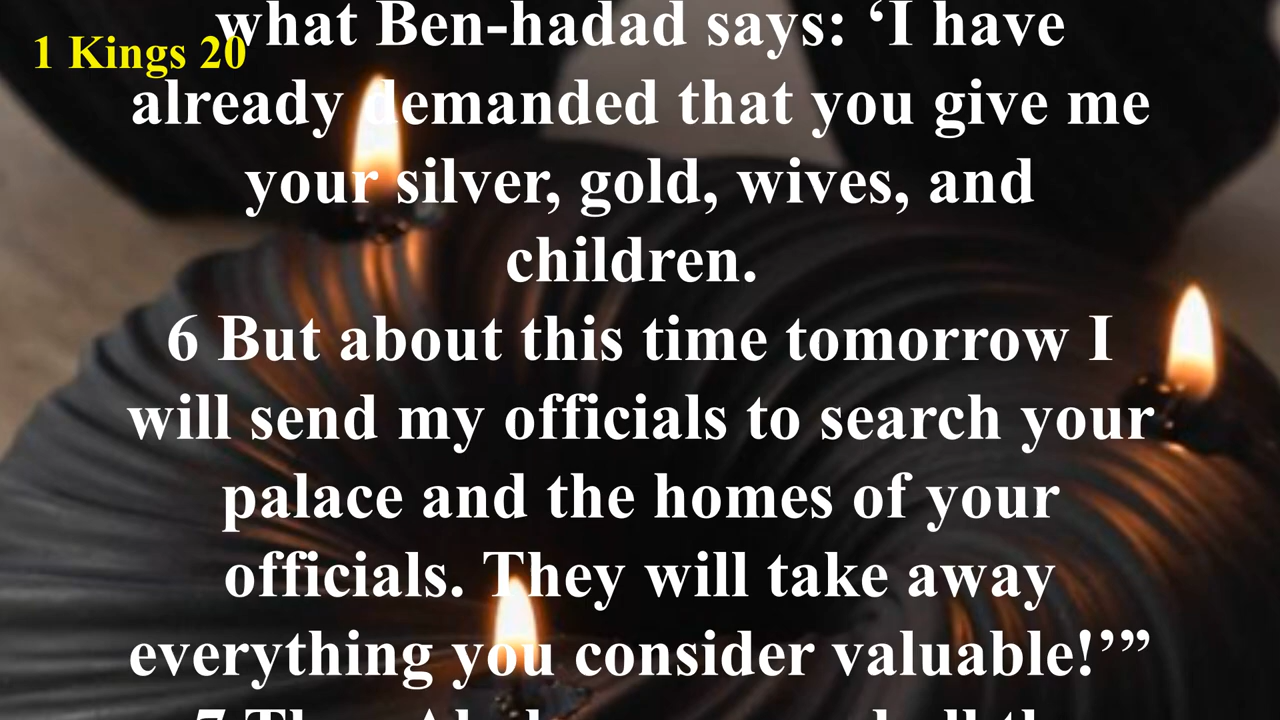 1 Kings 20
what Ben-hadad says: ‘I have
already demanded that you give me
your silver, gold, wives, and
children.
6 But about this time tomorrow I
will send my officials to search your
palace and the homes of your
officials. They will take away
everything you consider valuable!’”